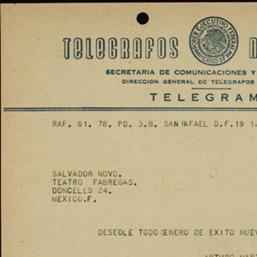 TELEGRAFOS N
SECRETARIA DE COMUNICACIONES Y
DIRECCION GENERAL DE TELEGRAFOS
TELEGRAM
RAF. 81. 78. PD. 3.B. SAN RAFAEL D.F.19 1
SALVADOR NOVO.
TEATRO FABREGAS.
DONCELES 24.
MEXICO.F.
DESEOLE TODO GENERO DE EXITO NUEV